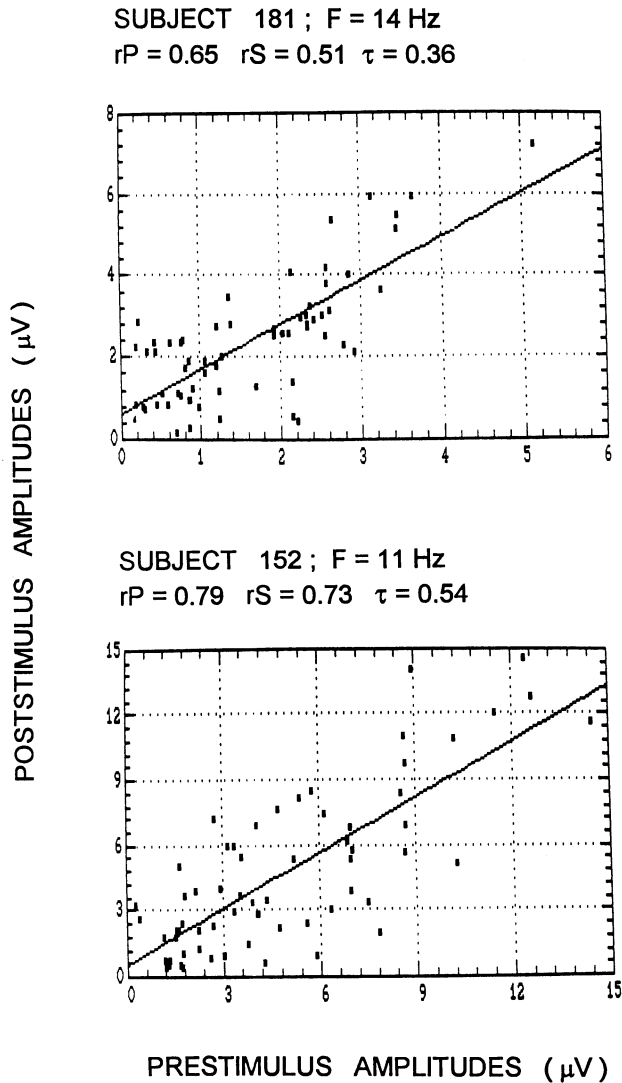 SUBJECT 181 ; F = 14 Hz
rP = 0.65 rS = 0.51 τ = 0.36
8
6
4
2
0
0 1 2 3 4 5 6
SUBJECT 152 ; F = 11 Hz
rP = 0.79 rS = 0.73 τ = 0.54
15
12
9
6
3
0
0 3 6 9 12 15
POSTSTIMULUS AMPLITUDES ( μV )
PRESTIMULUS AMPLITUDES ( μV )